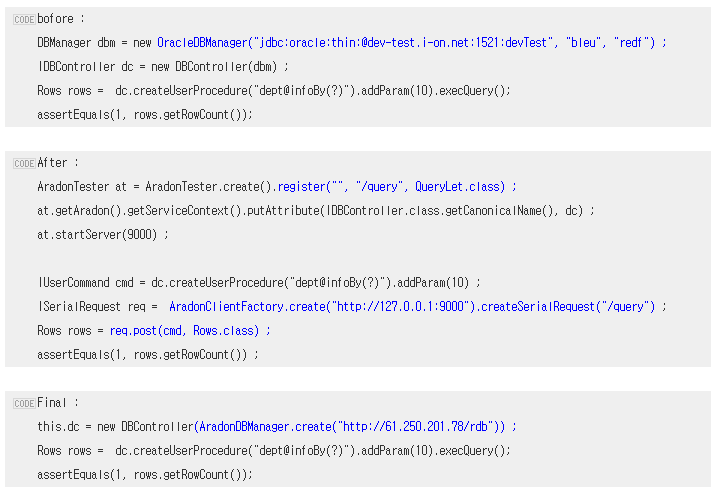 CODE bofore :
DBManager dbm = new OracleDBManager("jdbc:oracle:thin:@dev-test.i-on.net:1521:devTest", "bleu", "redf") ;
IDBController dc = new DBController(dbm) ;
Rows rows =  dc.createUserProcedure("dept@infoBy(?)").addParam(10).execQuery();
assertEquals(1, rows.getRowCount());
CODE After :
AradonTester at = AradonTester.create().register("", "/query", QueryLet.class) ;
at.getAradon().getServiceContext().putAttribute(IDBController.class.getCanonicalName(), dc) ;
at.startServer(9000) ;
IUserCommand cmd = dc.createUserProcedure("dept@infoBy(?)").addParam(10) ;
ISerialRequest req =  AradonClientFactory.create("http://127.0.0.1:9000").createSerialRequest("/query") ;
Rows rows = req.post(cmd, Rows.class) ;
assertEquals(1, rows.getRowCount()) ;
CODE Final :
this.dc = new DBController(AradonDBManager.create("http://61.250.201.78/rdb")) ;
Rows rows =  dc.createUserProcedure("dept@infoBy(?)").addParam(10).execQuery();
assertEquals(1, rows.getRowCount());